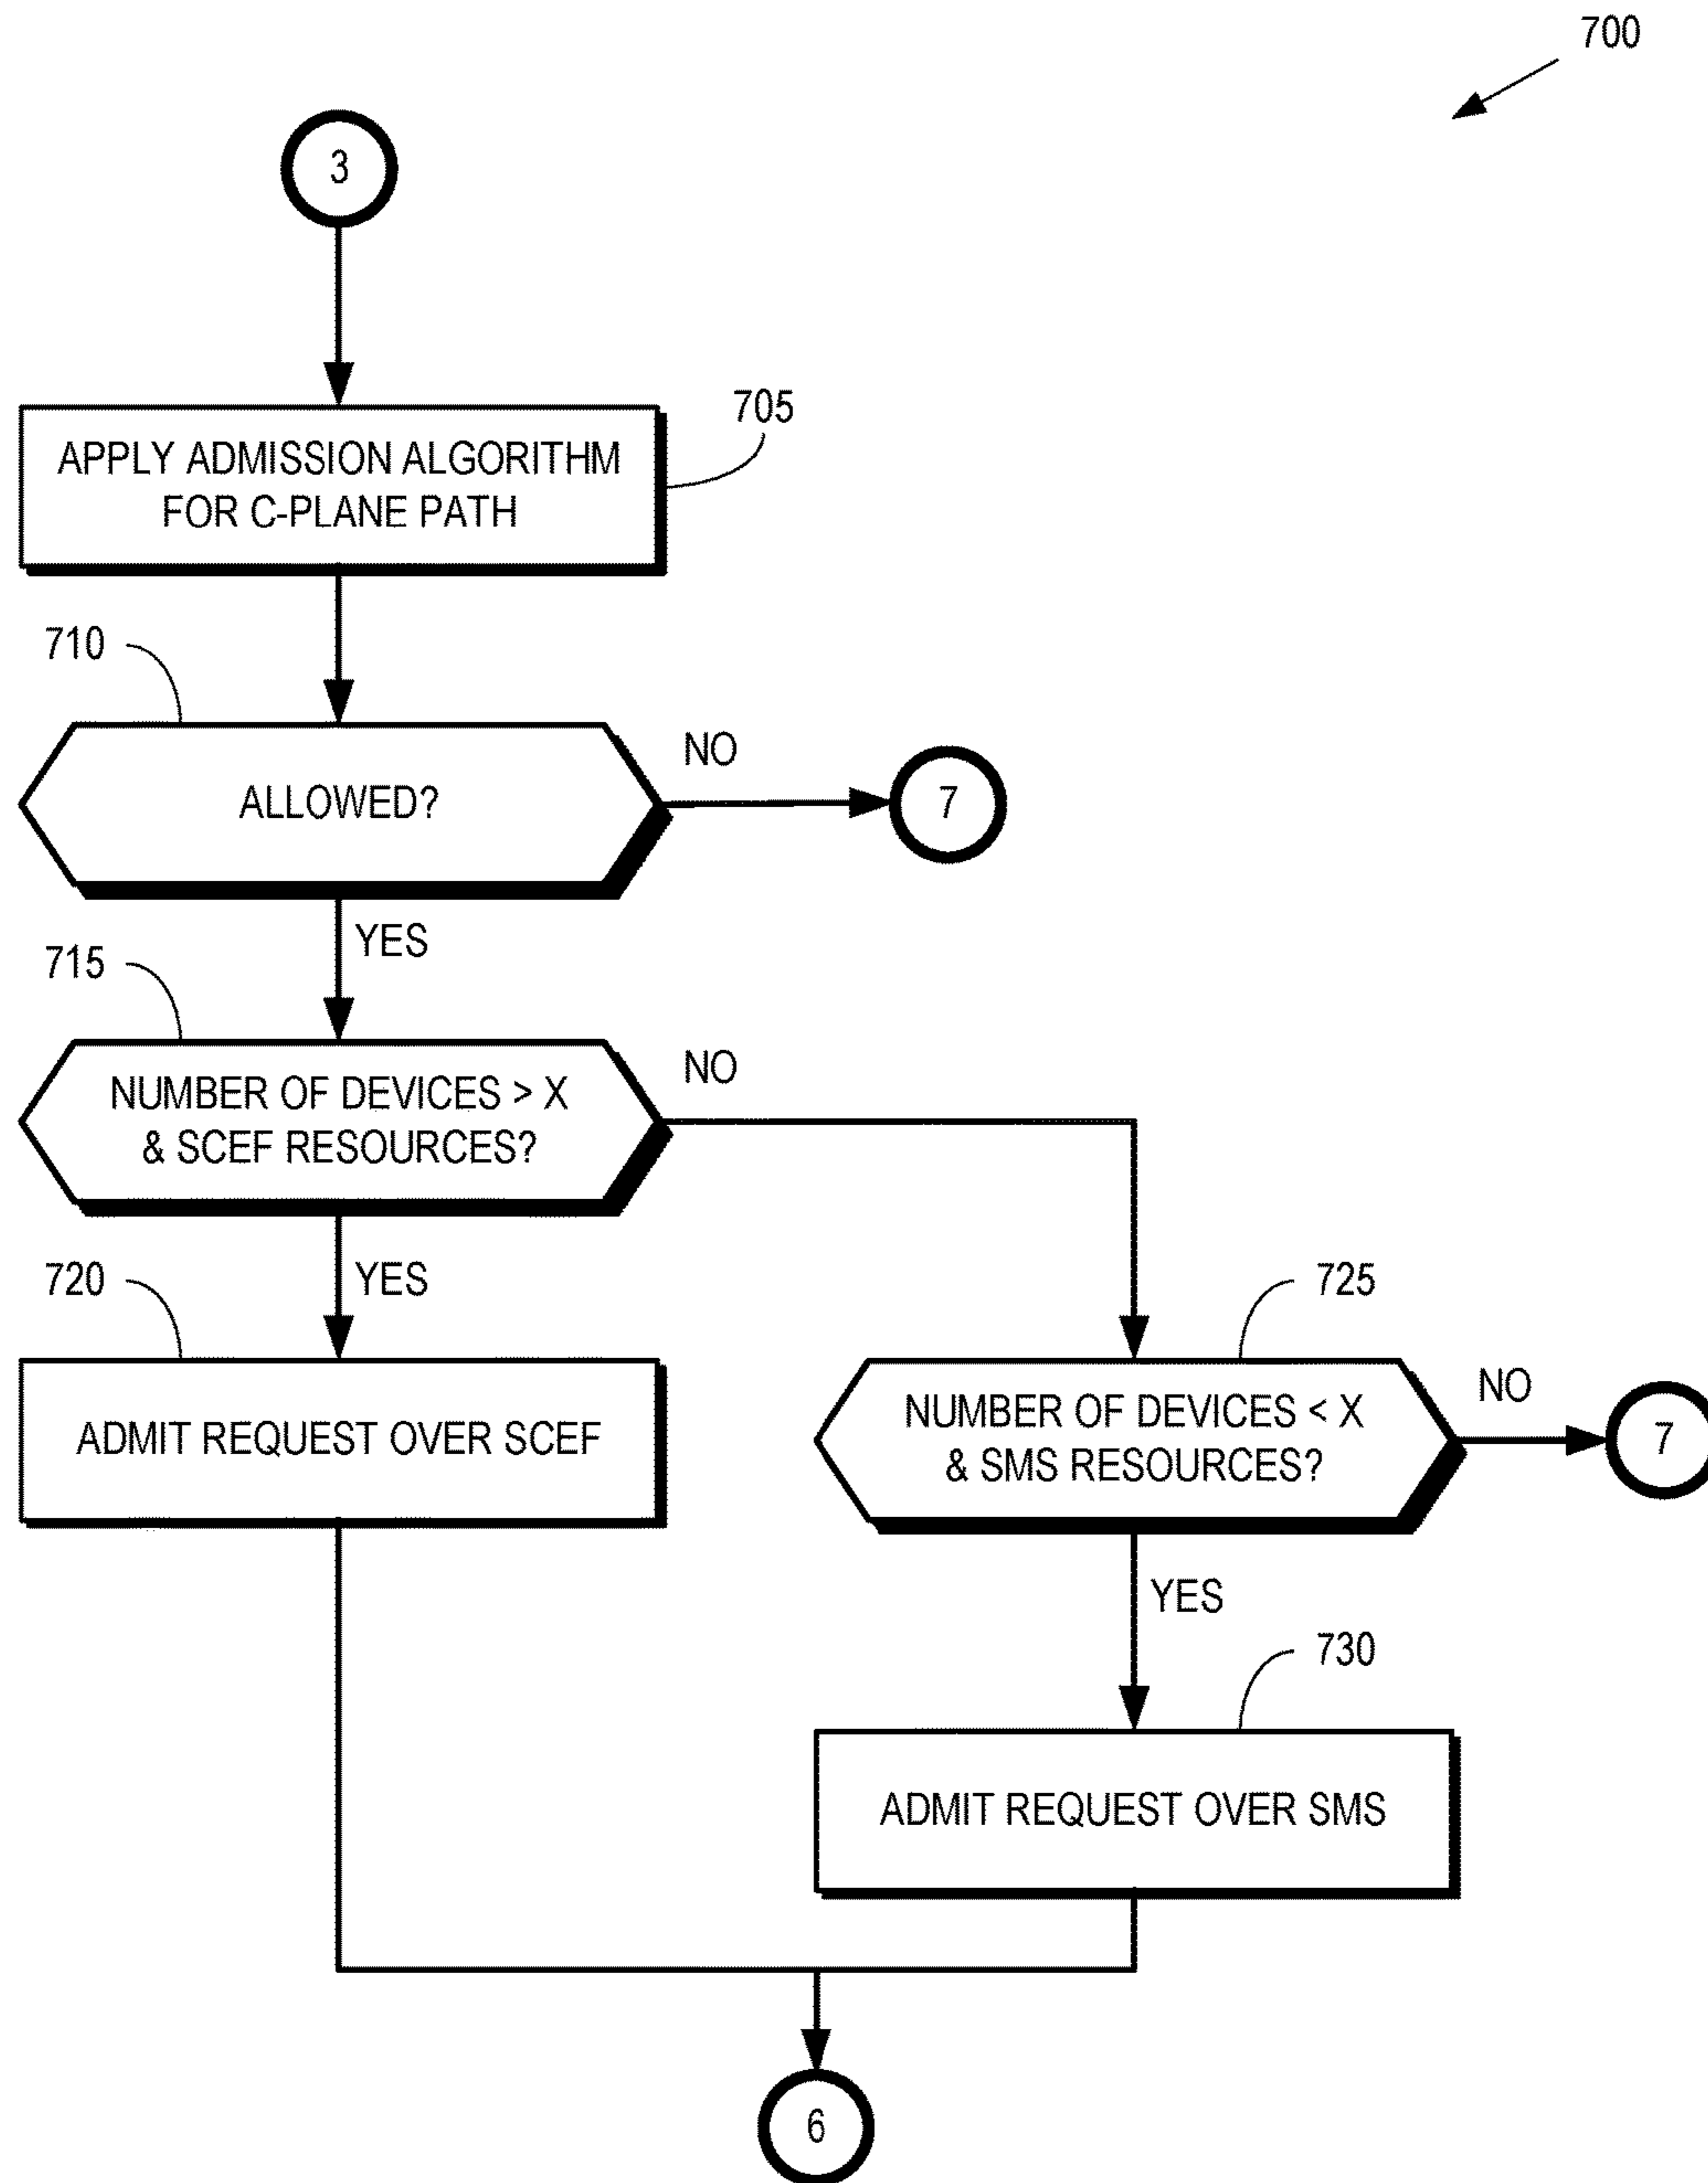 700
3
705
APPLY ADMISSION ALGORITHM
FOR C-PLANE PATH
710
ALLOWED?
NO
7
YES
715
NUMBER OF DEVICES > X
& SCEF RESOURCES?
NO
YES
720
ADMIT REQUEST OVER SCEF
725
NUMBER OF DEVICES < X
& SMS RESOURCES?
NO
7
YES
730
ADMIT REQUEST OVER SMS
6